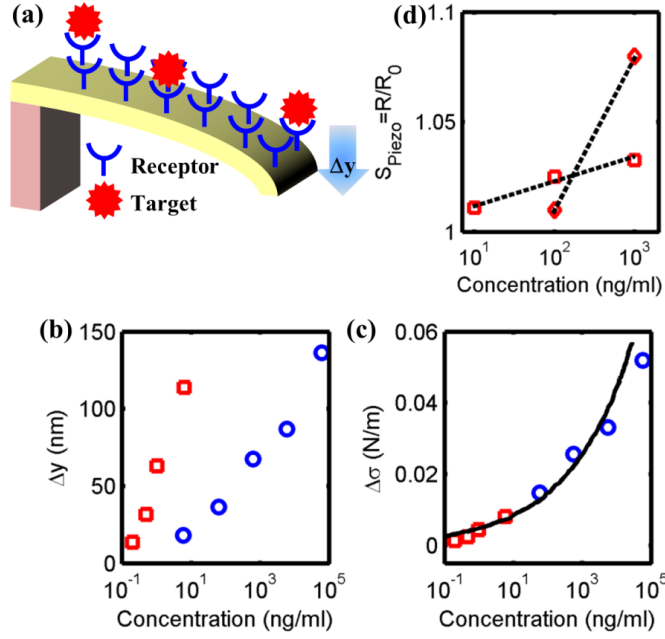 (a)
Receptor
Target
Δy
(d)
S_Piezo=R/R_0
1.1
1.05
1
10^1
10^2
10^3
Concentration (ng/ml)
(b)
Δy (nm)
150
100
50
0
10^-1
10^1
10^3
10^5
Concentration (ng/ml)
(c)
Δσ (N/m)
0.06
0.04
0.02
0
10^-1
10^1
10^3
10^5
Concentration (ng/ml)